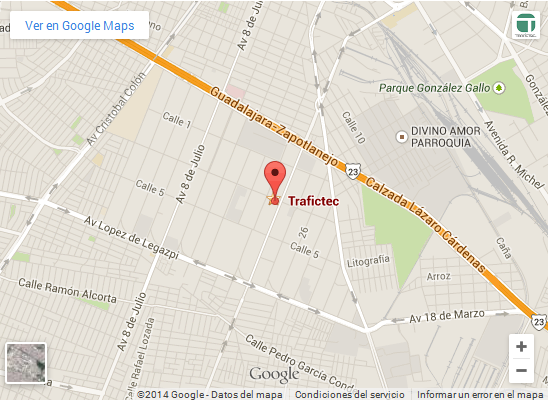 Ver en Google Maps
Av 8 de Julio
TRAFICTEC
Parque González Gallo
Av Cristobal Colón
Guadalajara-Zapotlanejo
Calle 1
Calle 10
DIVINO AMOR
PARROQUIA
Avenida R. Michel
Av 8 de Julio
Calle 5
23
Calzada Lázaro Cárdenas
Trafictec
Av Lopez de Legazpi
26
Calle 5
Caña
Litografía
Arroz
Calle Ramón Alcorta
Av 8 de Julio
Calle Rafael Lozada
Av 18 de Marzo
23
Calle Pedro García Cond
Google
+
−
©2014 Google - Datos del mapa
Condiciones del servicio
Informar un error en el mapa